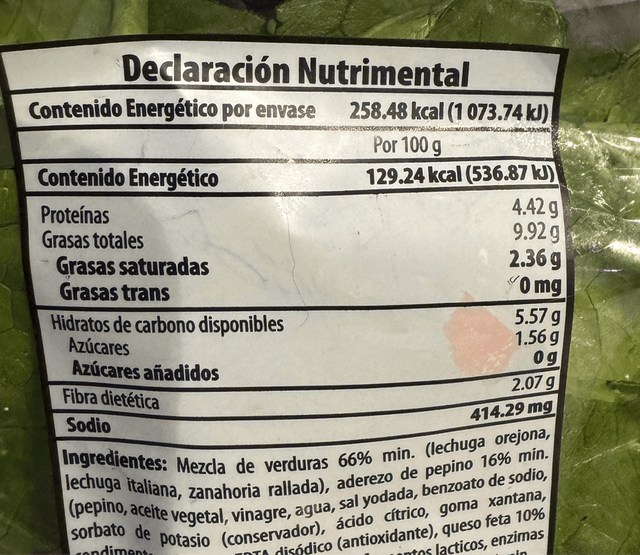 Declaración Nutrimental
Contenido Energético por envase 258.48 kcal (1 073.74 kJ)
Por 100 g
Contenido Energético 129.24 kcal (536.87 kJ)
Proteínas 4.42 g
Grasas totales 9.92 g
Grasas saturadas 2.36 g
Grasas trans 0 mg
Hidratos de carbono disponibles 5.57 g
Azúcares 1.56 g
Azúcares añadidos 0 g
Fibra dietética 2.07 g
Sodio 414.29 mg
Ingredientes: Mezcla de verduras 66% min. (lechuga orejona,
lechuga italiana, zanahoria rallada), aderezo de pepino 16% min.
(pepino, aceite vegetal, vinagre, agua, sal yodada, benzoato de sodio,
sorbato de potasio (conservador), ácido cítrico, goma xantana,
disódico (antioxidante), queso feta 10%
lacticos, enzimas